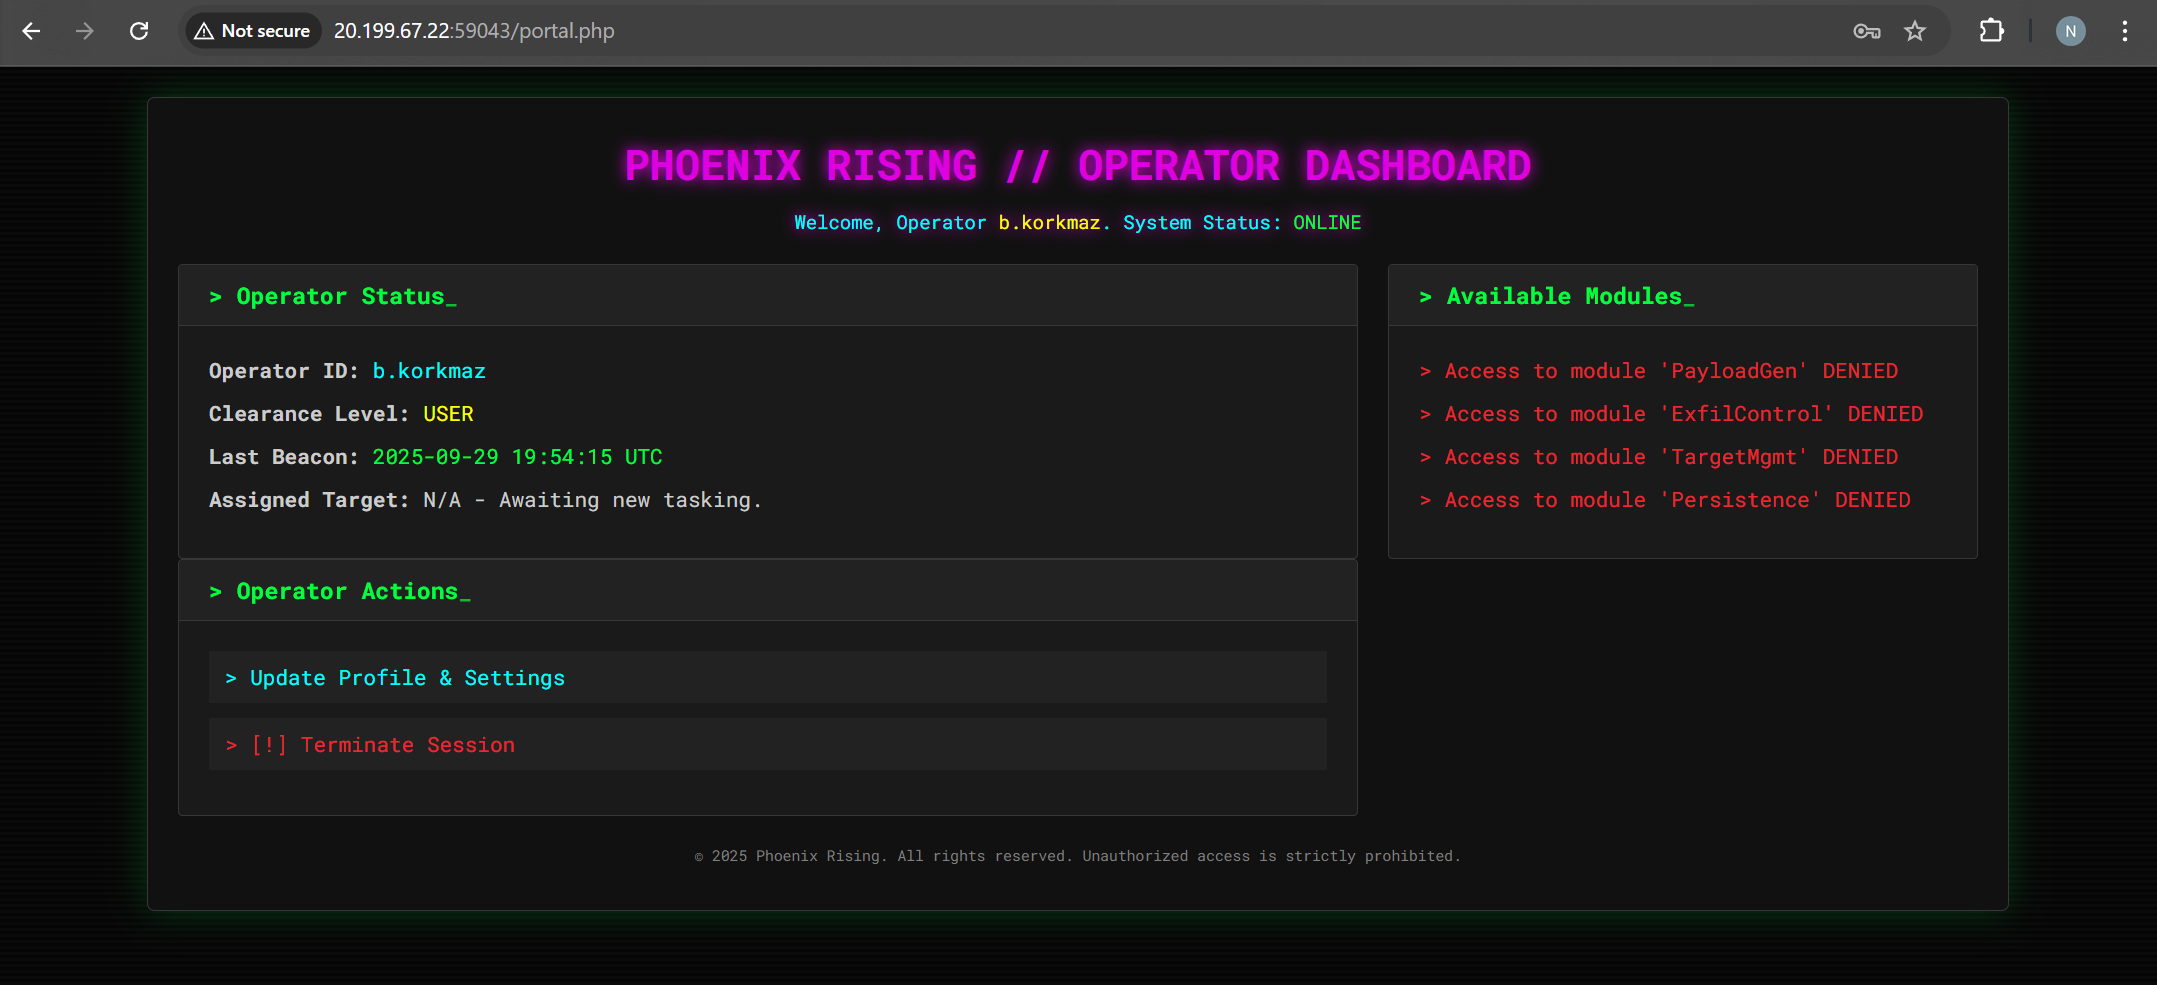 Not secure 20.199.67.22:59043/portal.php
N
PHOENIX RISING // OPERATOR DASHBOARD
Welcome, Operator b.korkmaz. System Status: ONLINE
> Operator Status_
Operator ID: b.korkmaz
Clearance Level: USER
Last Beacon: 2025-09-29 19:54:15 UTC
Assigned Target: N/A - Awaiting new tasking.
> Available Modules_
> Access to module 'PayloadGen' DENIED
> Access to module 'ExfilControl' DENIED
> Access to module 'TargetMgmt' DENIED
> Access to module 'Persistence' DENIED
> Operator Actions_
> Update Profile & Settings
> [!] Terminate Session
© 2025 Phoenix Rising. All rights reserved. Unauthorized access is strictly prohibited.